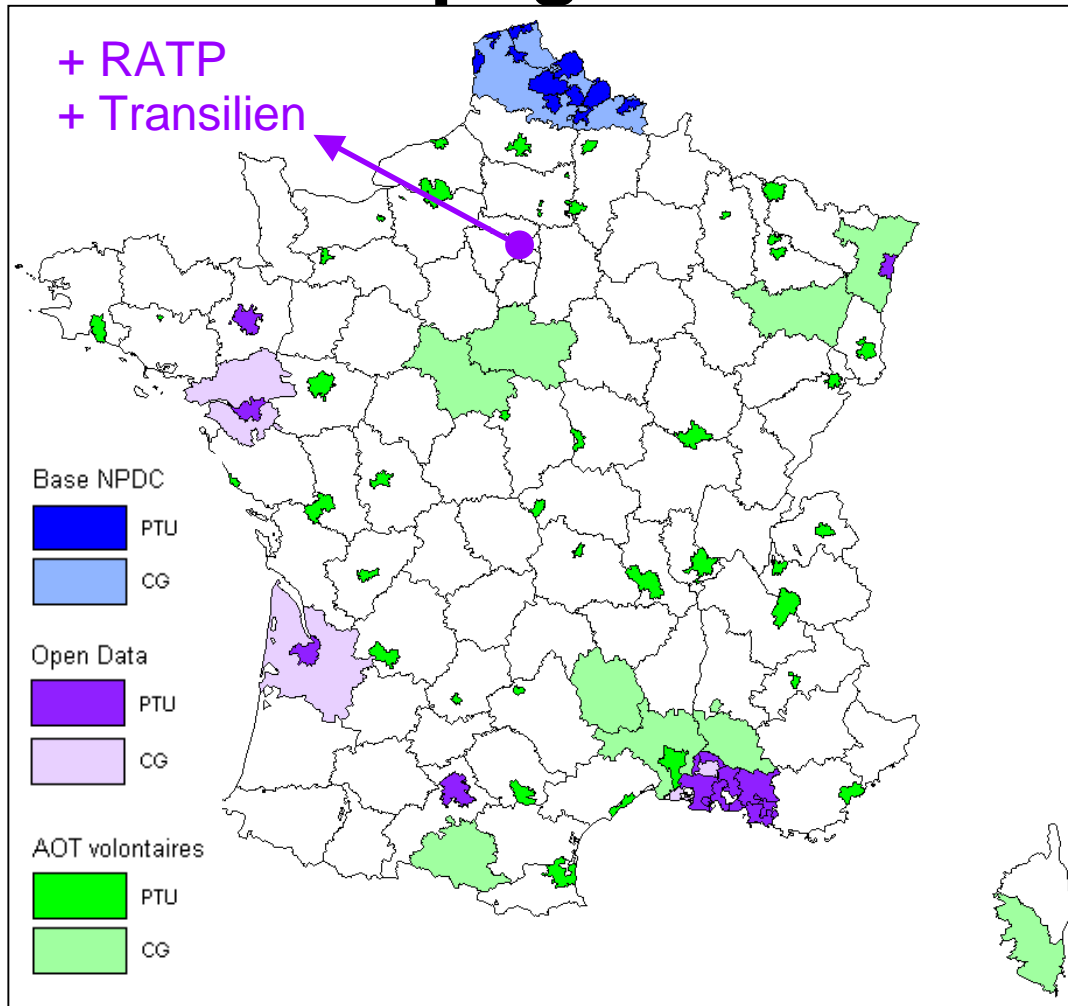 + RATP
+ Transilien
Base NPDC
PTU
CG
Open Data
PTU
CG
AOT volontaires
PTU
CG